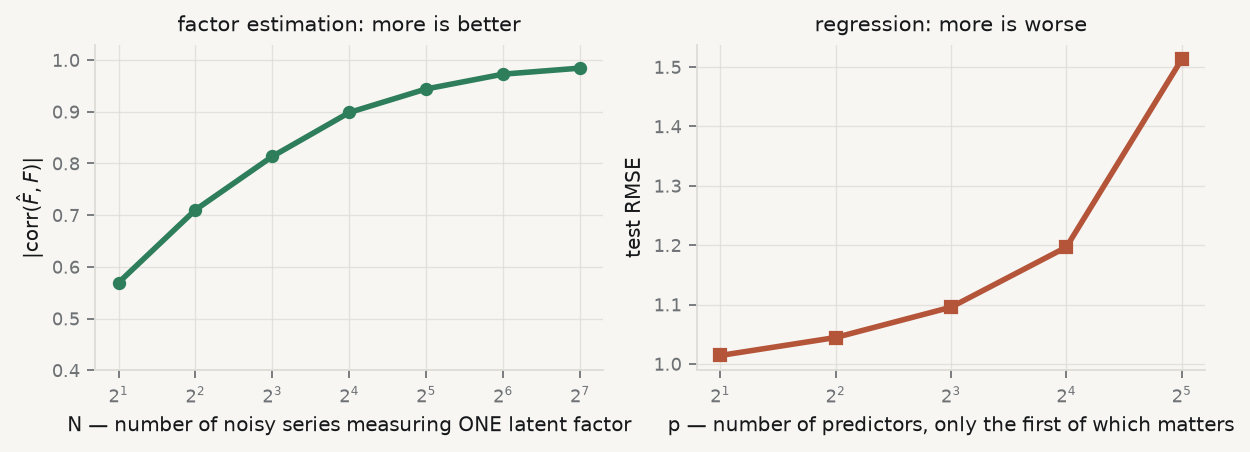 factor estimation: more is better
|corr(F̂, F)|
1.0
0.9
0.8
0.7
0.6
0.5
0.4
2¹ 2² 2³ 2⁴ 2⁵ 2⁶ 2⁷
N — number of noisy series measuring ONE latent factor
regression: more is worse
test RMSE
1.5
1.4
1.3
1.2
1.1
1.0
2¹ 2² 2³ 2⁴ 2⁵
p — number of predictors, only the first of which matters